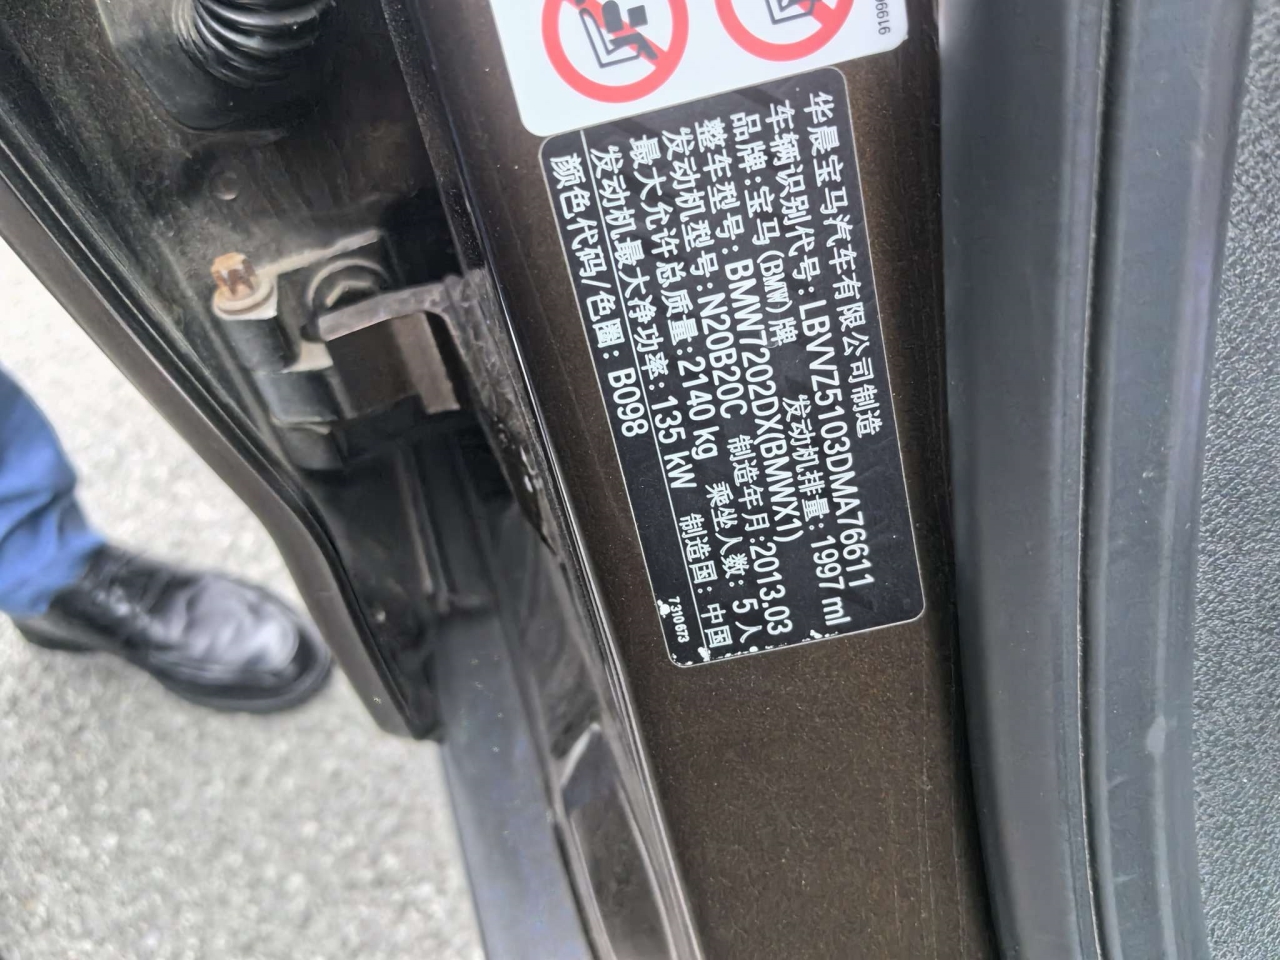 华晨宝马汽车有限公司制造
车辆识别代号: LBVVZ5103DMA76611
品牌: 宝马(BMW)牌 发动机排量: 1997 ml
整车型号: BMW7202DX(BMWX1)
发动机型号: N20B20C 制造年月: 2013.03
最大允许总质量: 2140 kg 乘坐人数: 5人
发动机最大净功率: 135 kW 制造国: 中国
颜色代码/色圈: B098
7310673